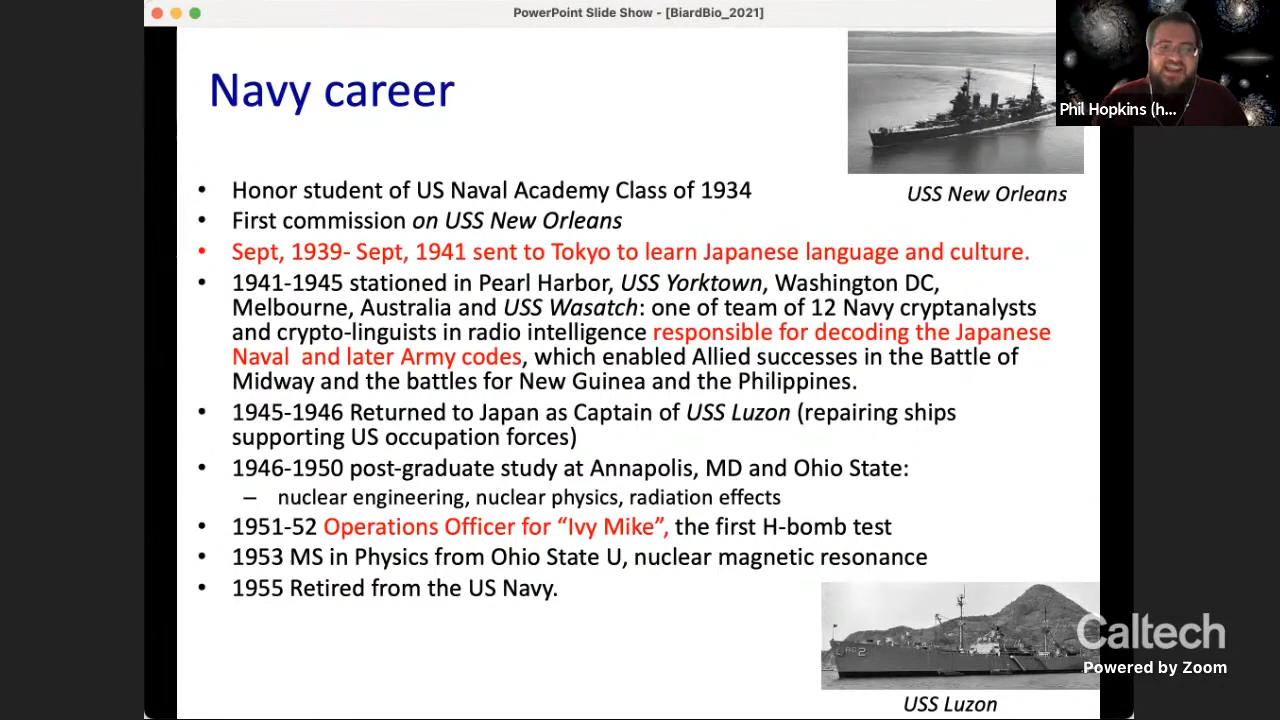 PowerPoint Slide Show - [BiardBio_2021]
Phil Hopkins (h...
Navy career
USS New Orleans
• Honor student of US Naval Academy Class of 1934
• First commission on USS New Orleans
• Sept, 1939- Sept, 1941 sent to Tokyo to learn Japanese language and culture.
• 1941-1945 stationed in Pearl Harbor, USS Yorktown, Washington DC,
Melbourne, Australia and USS Wasatch: one of team of 12 Navy cryptanalysts
and crypto-linguists in radio intelligence responsible for decoding the Japanese
Naval and later Army codes, which enabled Allied successes in the Battle of
Midway and the battles for New Guinea and the Philippines.
• 1945-1946 Returned to Japan as Captain of USS Luzon (repairing ships
supporting US occupation forces)
• 1946-1950 post-graduate study at Annapolis, MD and Ohio State:
– nuclear engineering, nuclear physics, radiation effects
• 1951-52 Operations Officer for “Ivy Mike”, the first H-bomb test
• 1953 MS in Physics from Ohio State U, nuclear magnetic resonance
• 1955 Retired from the US Navy.
Caltech
Powered by Zoom
USS Luzon